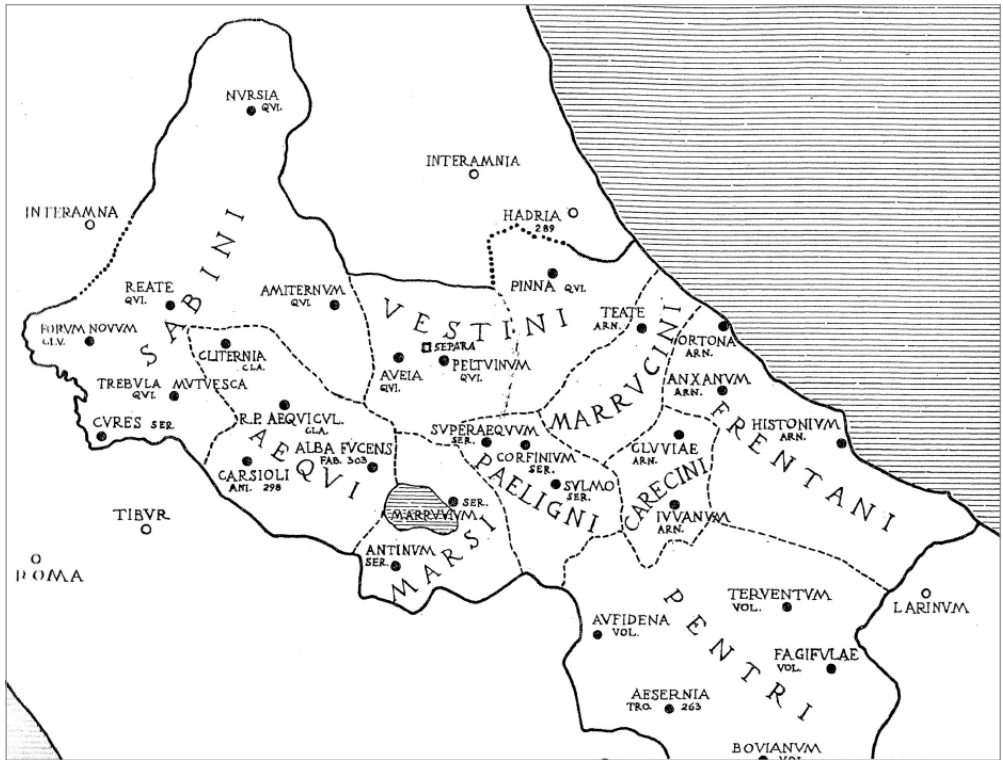 NVRSIA
QVI.
INTERAMNIA
INTERAMNA
HADRIA
289
SABINI
REATE
QVI.
AMITERNVM
QVI
PINNA QVI.
VESTINI
TEATE
ARN.
FORVM NOVVM
CLV.
CLITERNIA
CLA.
SEPARA
ORTONA
ARN.
AVEIA
QVI.
PELTVINVM
QVI.
MARRVCINI
TREBVLA MVTVESCA
QVI.
ANXANVM
ARN.
CVRES SER.
R.P. AEQVICVL.
CLA.
AEQVI
SVPERAEQVVM
SER.
FRENTANI
HISTONIVM
ARN.
ALBA FVCENS
FAB. 303
CORFINIVM
SER.
CLVVIAE
ARN.
CARSIOLI
ANI. 298
PAELIGNI
SVLMO
SER.
CARECINI
SER.
MARRVVIVM
IVVANVM
ARN.
TIBVR
ANTINVM
SER.
MARSI
ROMA
PENTRI
TERVENTVM
VOL.
LARINVM
AVFIDENA
VOL.
FAGIFVLAE
VOL.
AESERNIA
TRO. 263
BOVIANVM
VOL